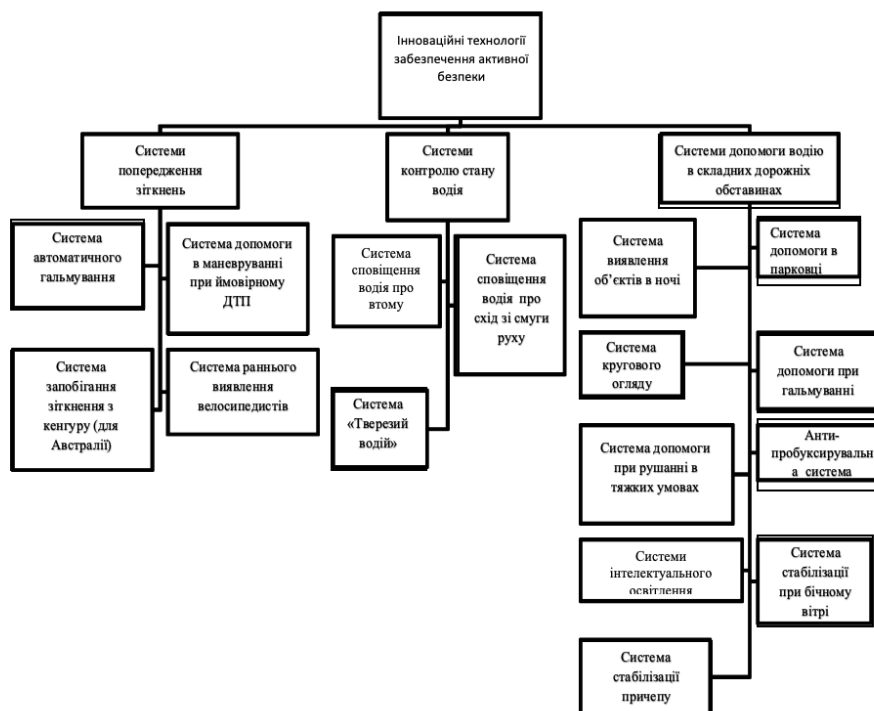 Інноваційні технології
забезпечення активної
безпеки
Системи
попередження
зіткнень
Системи
контролю стану
водія
Системи допомоги водію
в складних дорожніх
обставинах
Система
автоматичного
гальмування
Система допомоги
в маневруванні
при ймовірному
ДТП
Система
запобігання
зіткнення з
кенгуру (для
Австралії)
Система раннього
виявлення
велосипедистів
Система
сповіщення
водія про
втому
Система
сповіщення
водія про
схід зі смуги
руху
Система
«Тверезий
водій»
Система
виявлення
об’єктів в ночі
Система
допомоги в
парковці
Система
кругового
огляду
Система
допомоги при
гальмуванні
Система допомоги
при рушанні в
тяжких умовах
Анти-
пробуксирувальн
а система
Системи
інтелектуального
освітлення
Система
стабілізації
при бічному
вітрі
Система
стабілізації
причепу